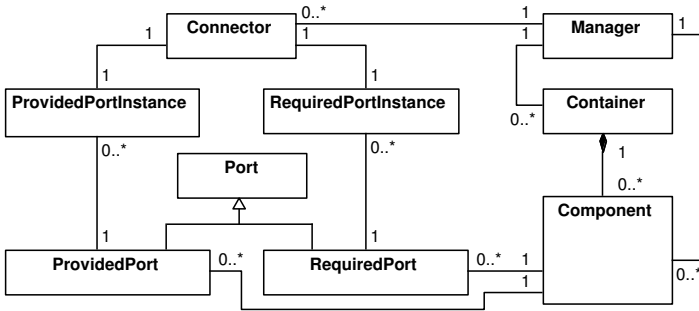 Connector
0..*
1
Manager
1
1
1
1
ProvidedPortInstance
1
RequiredPortInstance
1
Container
0..*
0..*
0..*
Port
1
0..*
Component
1
1
ProvidedPort
0..*
RequiredPort
0..*
1
1
0..*